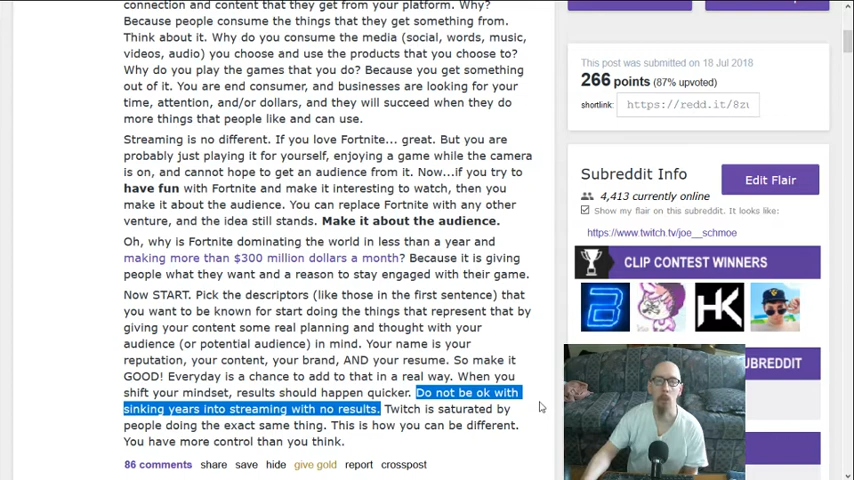 connection and content that they get from your platform. Why?
Because people consume the things that they get something from.
Think about it. Why do you consume the media (social, words, music,
videos, audio) you choose and use the products that you choose to?
Why do you play the games that you do? Because you get something
out of it. You are end consumer, and businesses are looking for your
time, attention, and/or dollars, and they will succeed when they do
more things that people like and can use.
Streaming is no different. If you love Fortnite... great. But you are
probably just playing it for yourself, enjoying a game while the camera
is on, and cannot hope to get an audience from it. Now...if you try to
have fun with Fortnite and make it interesting to watch, then you
make it about the audience. You can replace Fortnite with any other
venture, and the idea still stands. Make it about the audience.
Oh, why is Fortnite dominating the world in less than a year and
making more than $300 million dollars a month? Because it is giving
people what they want and a reason to stay engaged with their game.
Now START. Pick the descriptors (like those in the first sentence) that
you want to be known for start doing the things that represent that by
giving your content some real planning and thought with your
audience (or potential audience) in mind. Your name is your
reputation, your content, your brand, AND your resume. So make it
GOOD! Everyday is a chance to add to that in a real way. When you
shift your mindset, results should happen quicker. Do not be ok with
sinking years into streaming with no results. Twitch is saturated by
people doing the exact same thing. This is how you can be different.
You have more control than you think.
86 comments share save hide give gold report crosspost
This post was submitted on 18 Jul 2018
266 points (87% upvoted)
shortlink: https://redd.it/8zu
Subreddit Info
Edit Flair
4,413 currently online
Show my flair on this subreddit. It looks like:
https://www.twitch.tv/joe__schmoe
CLIP CONTEST WINNERS
HK
UBREDDIT